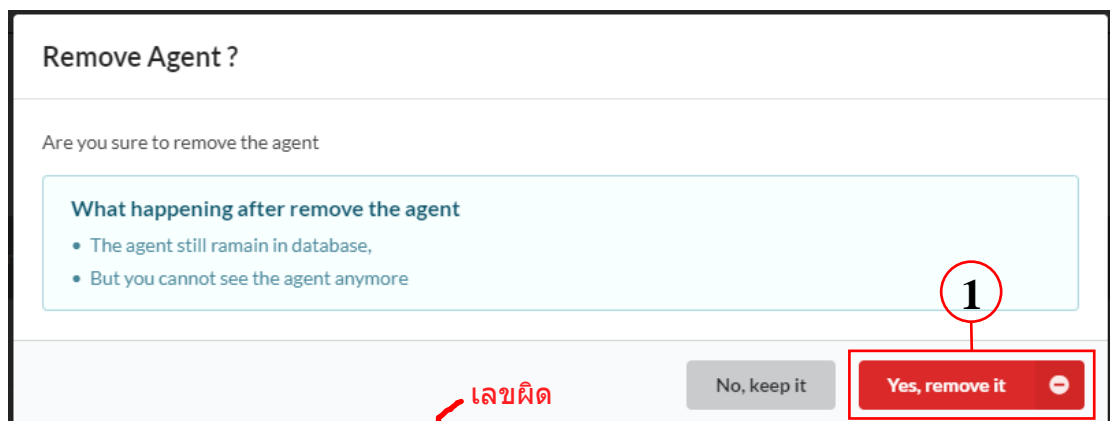 Remove Agent ?
Are you sure to remove the agent
What happening after remove the agent
• The agent still ramain in database,
• But you cannot see the agent anymore
1
No, keep it
Yes, remove it
เลขผิด